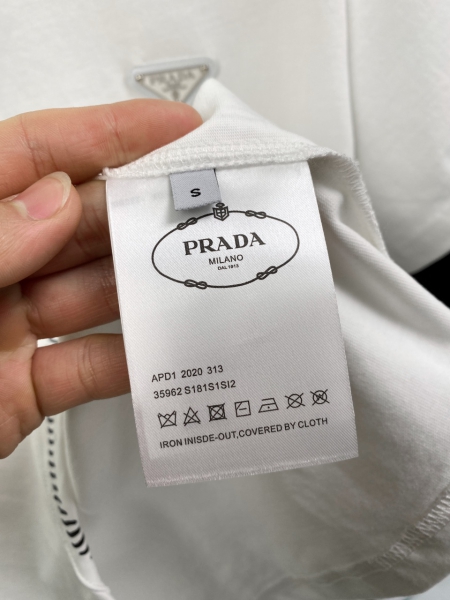 PRADA
S
PRADA
MILANO
DAL 1913
APD1 2020 313
35962 S181S1SI2
IRON INISDE-OUT,COVERED BY CLOTH